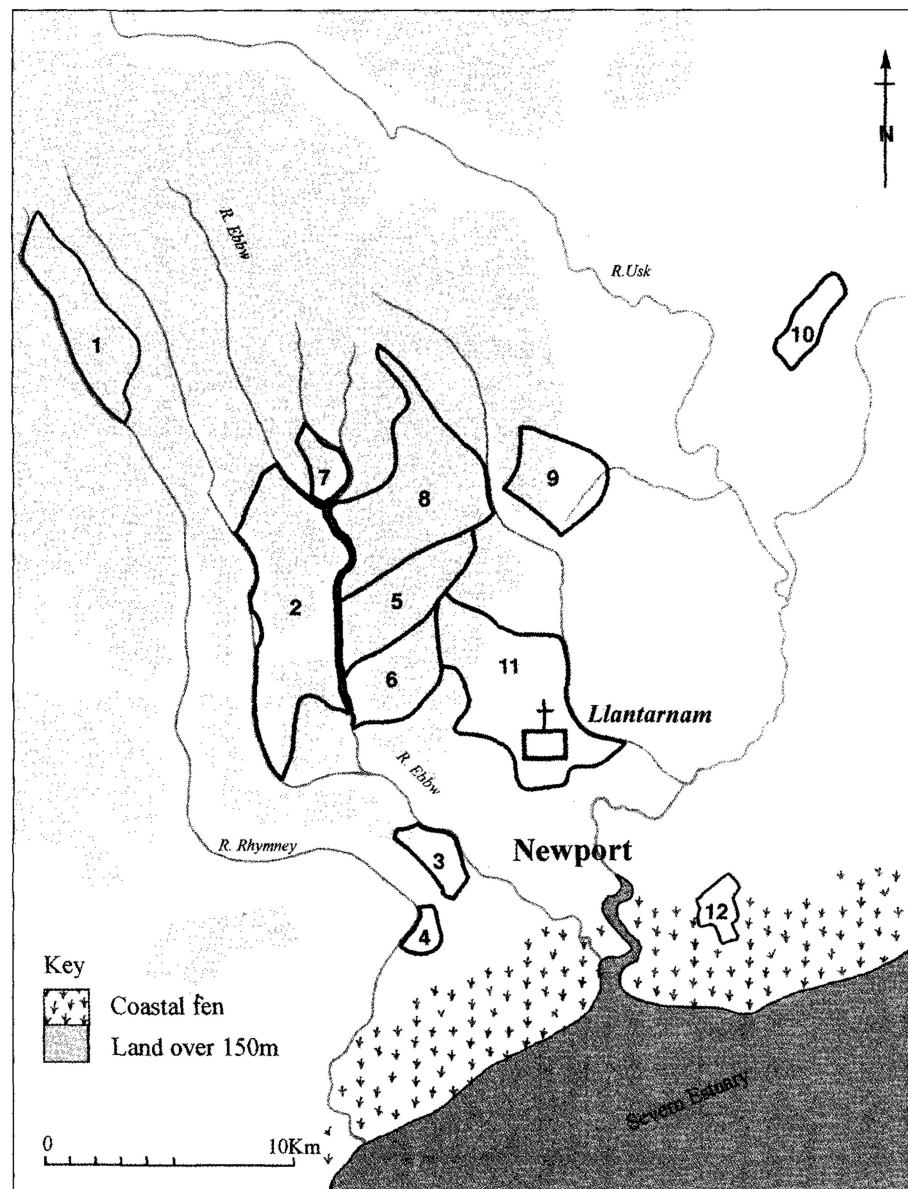 N
R. Ebbw
R.Usk
10
1
7
9
8
2
5
6
11
Llantarnam
R. Ebbw
R. Rhymney
3
Newport
12
4
Key
Coastal fen
Land over 150m
Severn Estuary
0 10Km